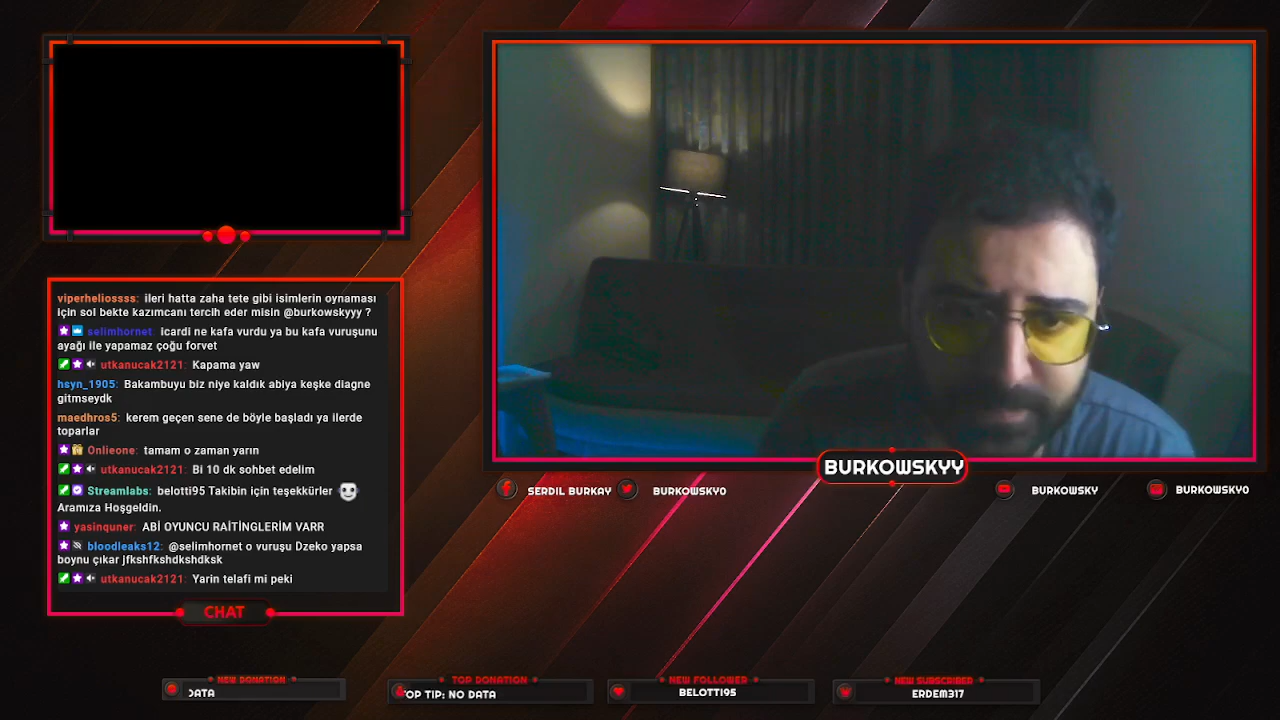 viperheliossss: ileri hatta zaha tete gibi isimlerin oynaması
için sol bekte kazımcanı tercih eder misin @burkowskyyy ?
selimhornet: icardi ne kafa vurdu ya bu kafa vuruşunu
ayağı ile yapamaz çoğu forvet
utkanucak2121: Kapama yaw
hsyn_1905: Bakambuyu biz niye kaldık abiya keşke diagne
gitmseydk
maedhros5: kerem geçen sene de böyle başladı ya ilerde
toparlar
Onlieone: tamam o zaman yarın
utkanucak2121: Bi 10 dk sohbet edelim
Streamlabs: belotti95 Takibin için teşekkürler
Aramıza Hoşgeldin.
yasinquner: ABİ OYUNCU RAİTİNGLERİM VARR
bloodleaks12: @selimhornet o vuruşu Dzeko yapsa
boynu çıkar jfkshfkshdkshdksk
utkanucak2121: Yarin telafi mi peki
CHAT
BURKOWSKYY
SERDIL BURKAY
BURKOWSKY0
BURKOWSKY
BURKOWSKY0
NEW DONATION
DATA
TOP DONATION
TOP TIP: NO DATA
NEW FOLLOWER
BELOTTI95
NEW SUBSCRIBER
ERDEM317